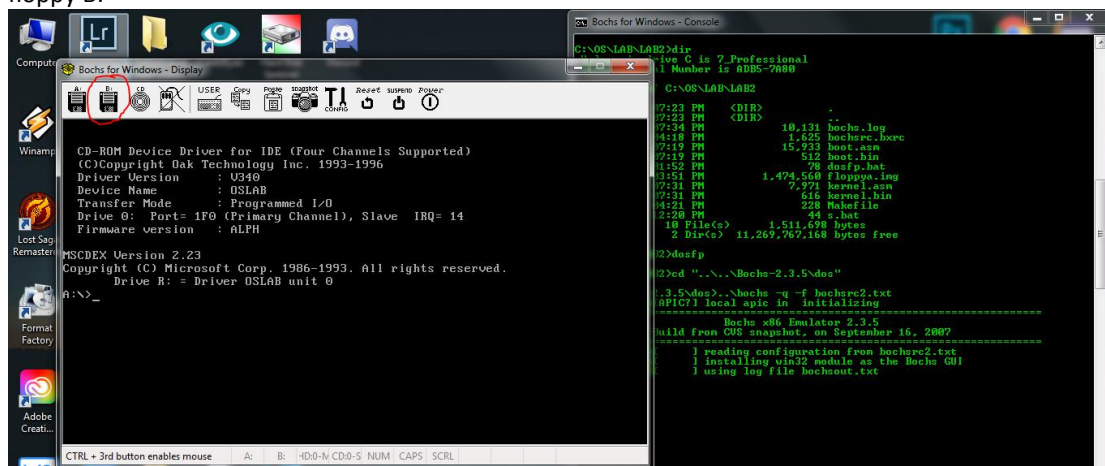 floppy B.
Bochs for Windows - Console
Lr
Compute
Bochs for Windows - Display
A:
B:
CD
USER
Copy
Paste
snapshot
CONFIG
Reset
SUSPEND
Power
C:\OS\LAB\LAB2>dir
ive C is 7_Professional
l Number is ADB5-7A80
C:\OS\LAB\LAB2
7:23 PM <DIR> .
7:23 PM <DIR> ..
7:34 PM 10,131 bochs.log
4:18 PM 1,625 bochsrc.bxrc
7:19 PM 15,933 boot.asm
7:19 PM 512 boot.bin
1:52 PM 78 dosfp.bat
3:51 PM 1,474,560 floppya.img
7:31 PM 7,971 kernel.asm
7:31 PM 616 kernel.bin
4:21 PM 228 Makefile
2:20 PM 44 s.bat
10 File(s) 1,511,698 bytes
2 Dir(s) 11,269,767,168 bytes free
B2>dosfp
B2>cd "..\..\Bochs-2.3.5\dos"
2.3.5\dos>..\bochs -q -f bochsrc2.txt
[APIC?] local apic in initializing
Bochs x86 Emulator 2.3.5
Build from CVS snapshot, on September 16, 2007
] reading configuration from bochsrc2.txt
] installing win32 module as the Bochs GUI
] using log file bochsout.txt
CD-ROM Device Driver for IDE (Four Channels Supported)
(C)Copyright Oak Technology Inc. 1993-1996
Driver Version : V340
Device Name : OSLAB
Transfer Mode : Programmed I/O
Drive 0: Port= 1F0 (Primary Channel), Slave IRQ= 14
Firmware version : ALPH
MSCDEX Version 2.23
Copyright (C) Microsoft Corp. 1986-1993. All rights reserved.
Drive R: = Driver OSLAB unit 0
A:\>_
Winamp
Lost Saga
Remastere
Format
Factory
Adobe
Creati...
CTRL + 3rd button enables mouse A: B: HD:0-M CD:0-S NUM CAPS SCRL